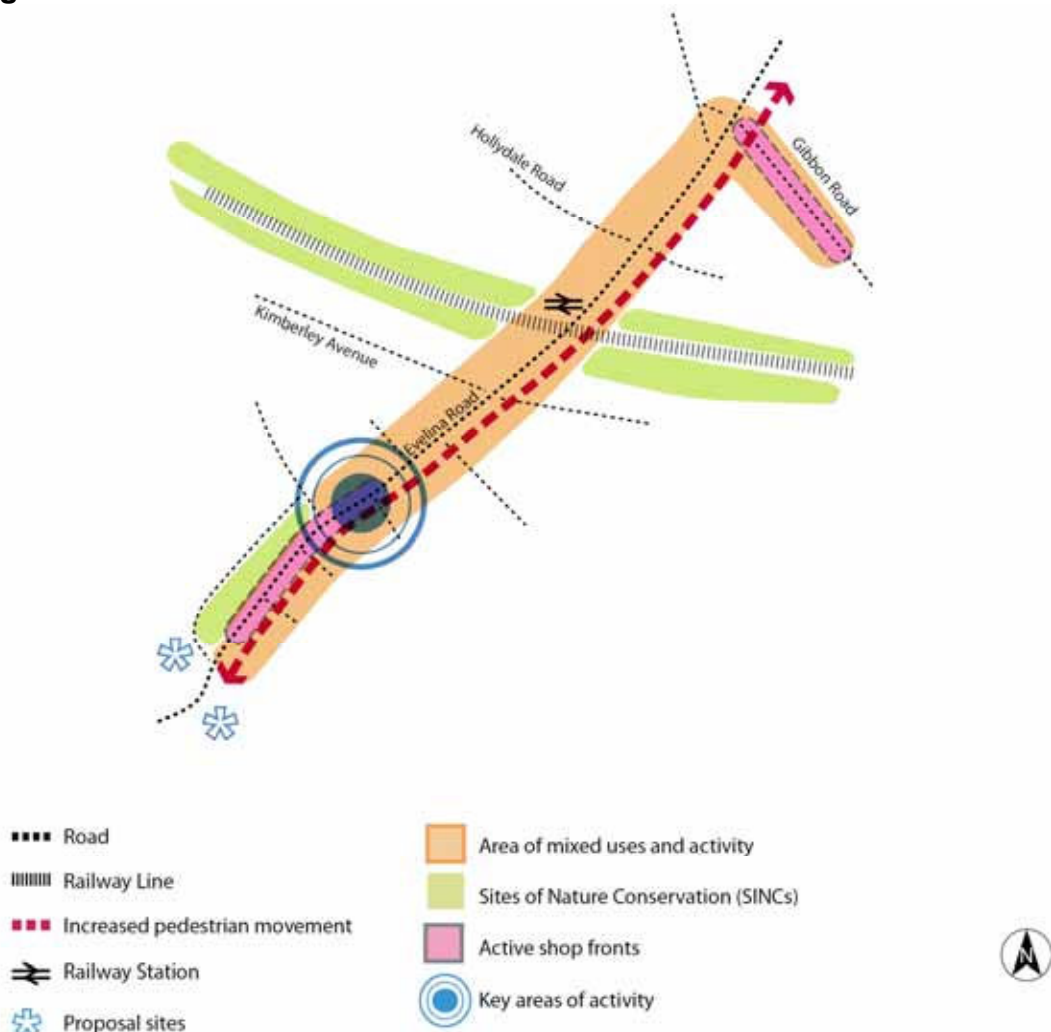 g
Hollydale Road
Gibbon Road
Kimberley Avenue
Evelina Road
Road
Railway Line
Increased pedestrian movement
Railway Station
Proposal sites
Area of mixed uses and activity
Sites of Nature Conservation (SINCs)
Active shop fronts
Key areas of activity
N